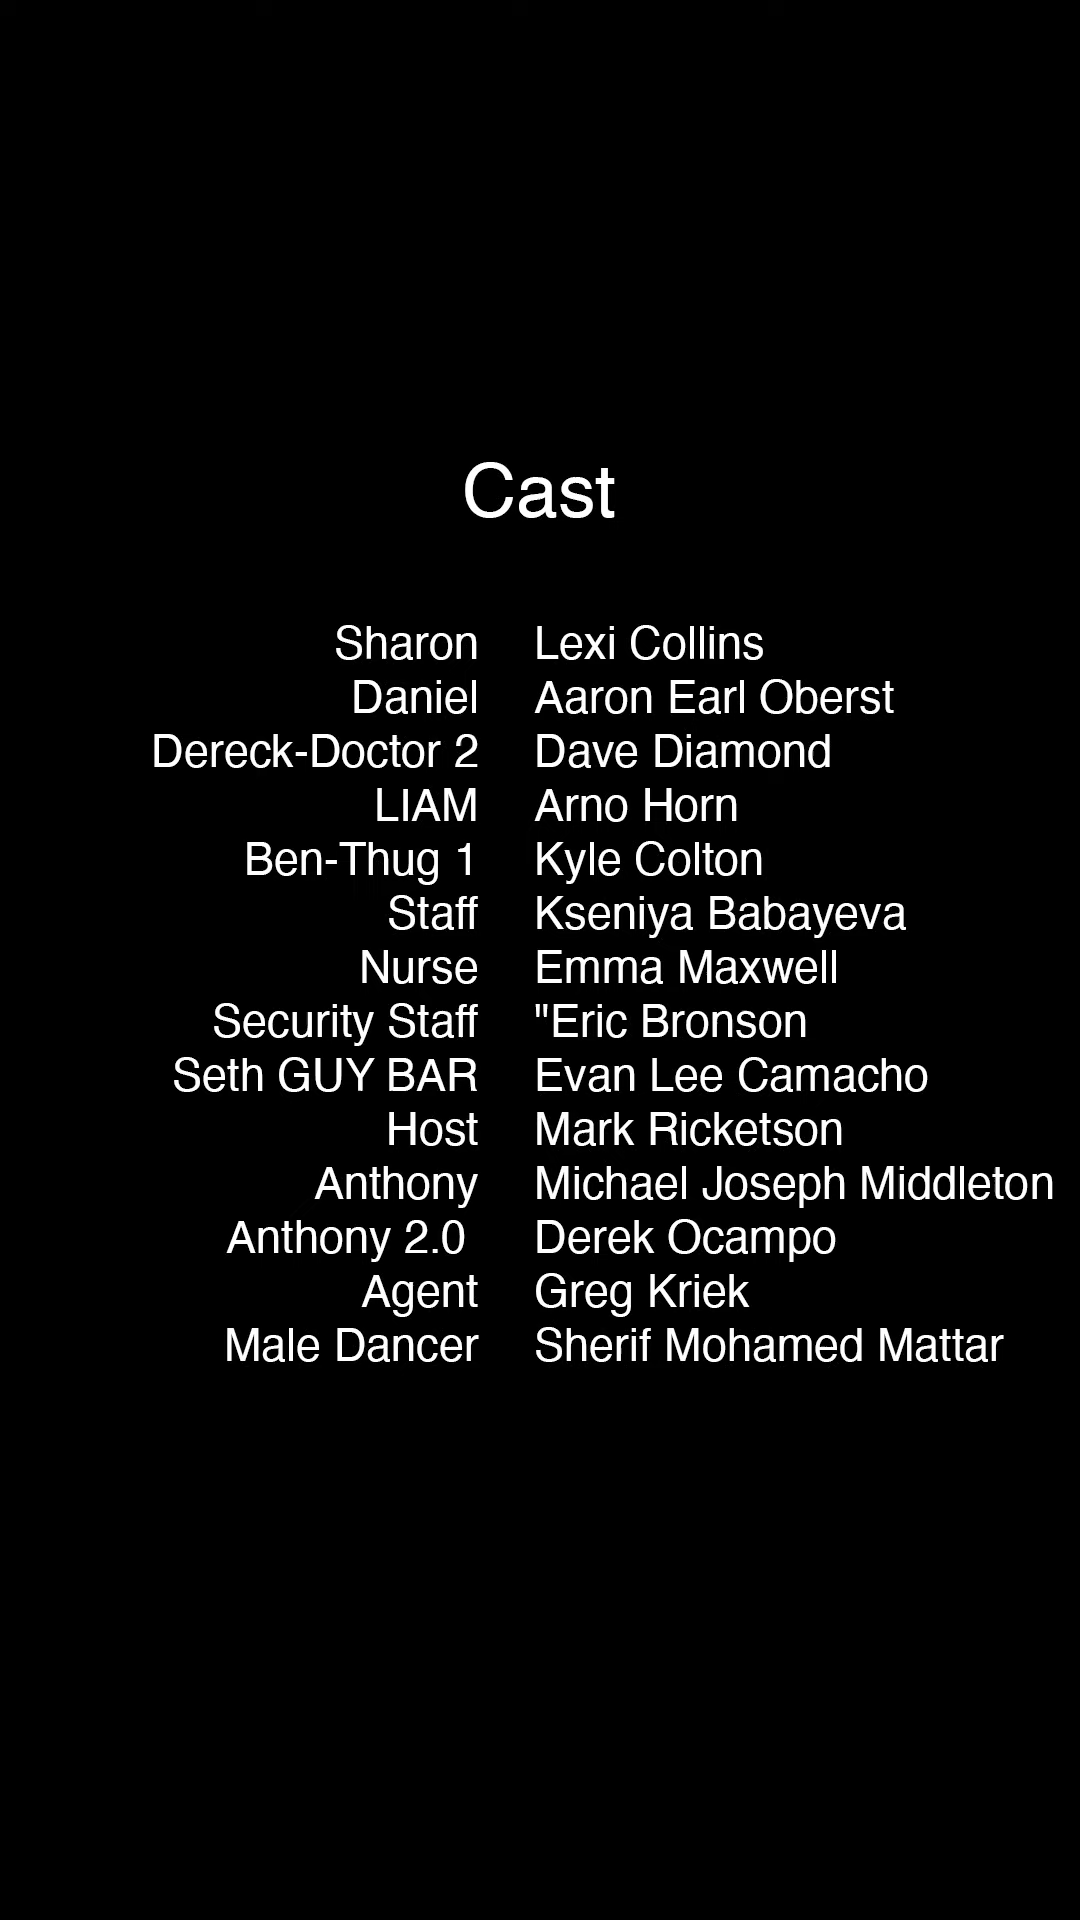 Cast
Sharon Lexi Collins
Daniel Aaron Earl Oberst
Dereck-Doctor 2 Dave Diamond
LIAM Arno Horn
Ben-Thug 1 Kyle Colton
Staff Kseniya Babayeva
Nurse Emma Maxwell
Security Staff "Eric Bronson
Seth GUY BAR Evan Lee Camacho
Host Mark Ricketson
Anthony Michael Joseph Middleton
Anthony 2.0 Derek Ocampo
Agent Greg Kriek
Male Dancer Sherif Mohamed Mattar